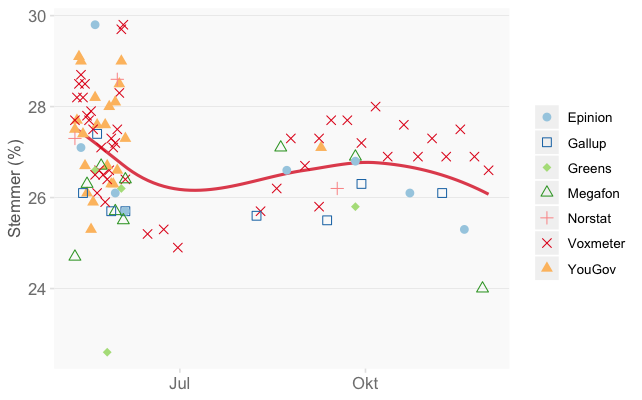 Stemmer (%)
30
28
26
24
Jul
Okt
Epinion
Gallup
Greens
Megafon
Norstat
Voxmeter
YouGov